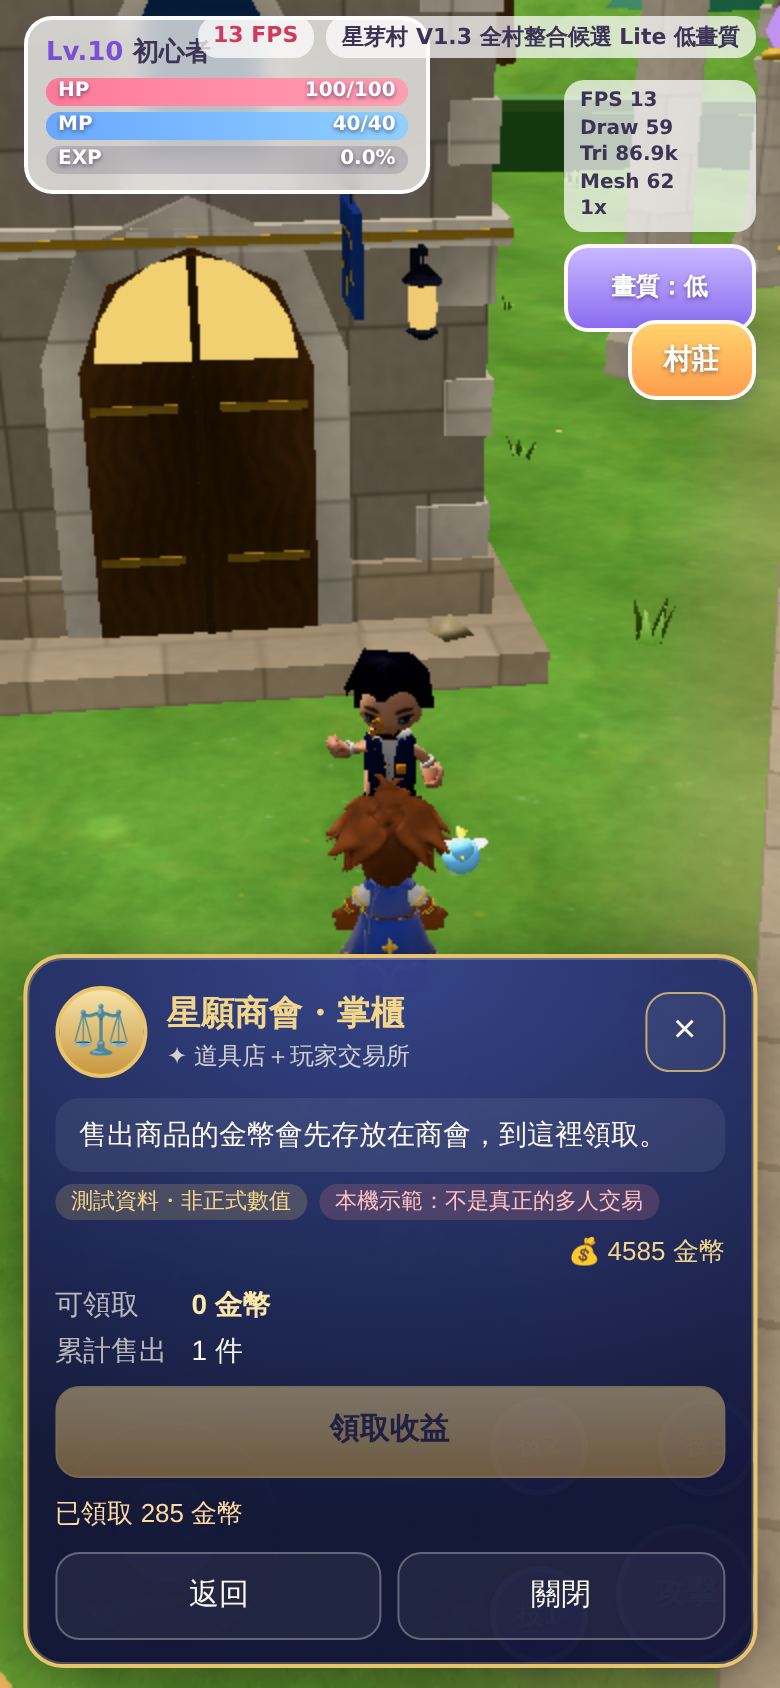 Lv.10 初心者
13 FPS
星芽村 V1.3 全村整合候選 Lite 低畫質
HP 100/100
MP 40/40
EXP 0.0%
FPS 13
Draw 59
Tri 86.9k
Mesh 62
1x
畫質：低
村莊
星願商會・掌櫃
✦ 道具店＋玩家交易所
×
售出商品的金幣會先存放在商會，到這裡領取。
測試資料・非正式數值
本機示範：不是真正的多人交易
💰 4585 金幣
可領取 0 金幣
累計售出 1 件
領取收益
已領取 285 金幣
返回
關閉